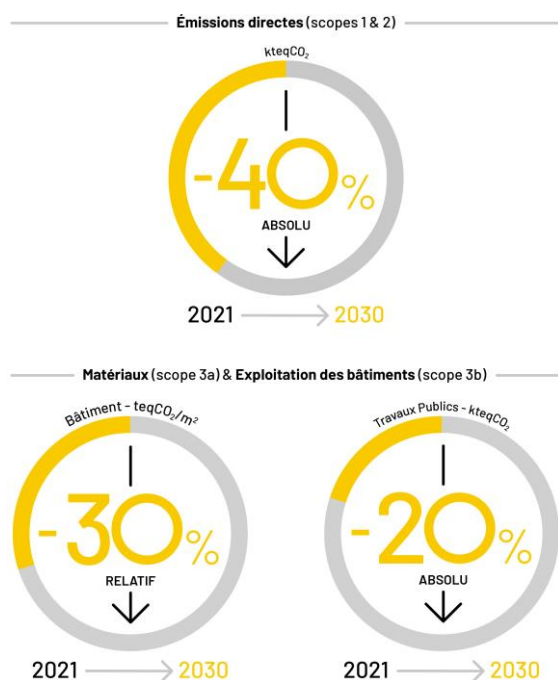 Émissions directes (scopes 1 & 2)
kteqCO₂
-40%
ABSOLU
2021 → 2030
Matériaux (scope 3a) & Exploitation des bâtiments (scope 3b)
Bâtiment - teqCO₂/m²
-30%
RELATIF
2021 → 2030
Travaux Publics - kteqCO₂
-20%
ABSOLU
2021 → 2030